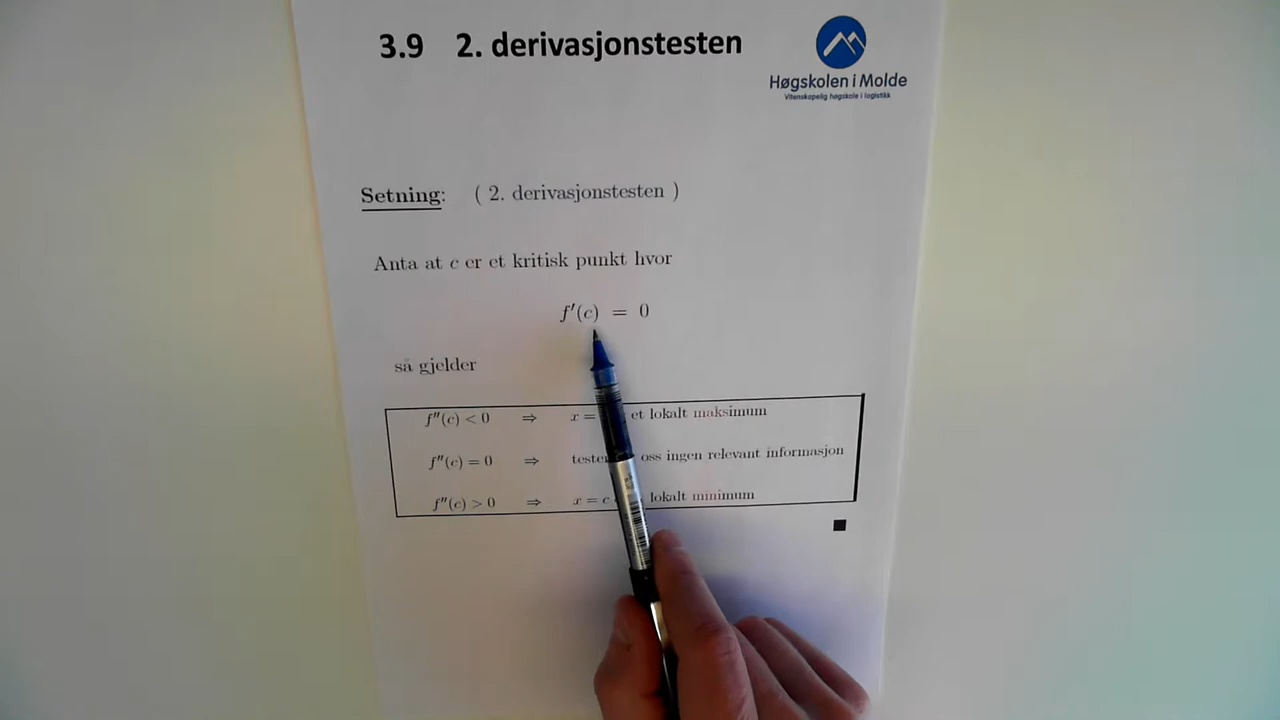 3.9 2. derivasjonstesten
Høgskolen i Molde
Vitenskapelig høgskole i logistikk
Setning: ( 2. derivasjonstesten )
Anta at c er et kritisk punkt hvor
f′(c) = 0
så gjelder
f″(c) < 0 ⇒ x = et lokalt maksimum
f″(c) = 0 ⇒ oss ingen relevant informasjon
f″(c) > 0 ⇒ x = c lokalt minimum